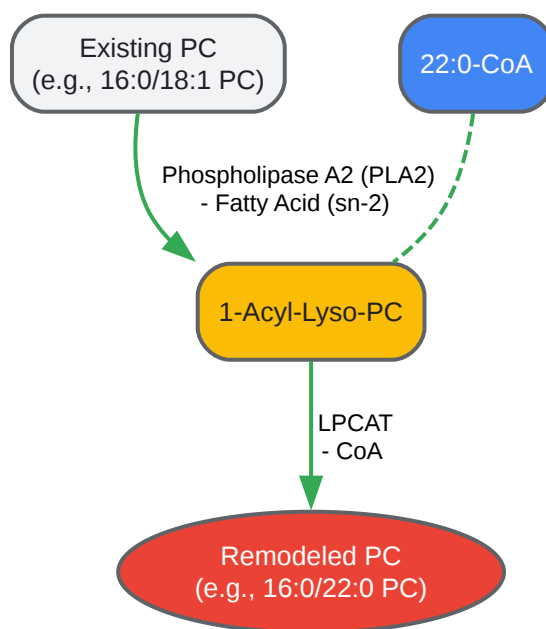 Existing PC
(e.g., 16:0/18:1 PC)
22:0-CoA
Phospholipase A2 (PLA2)
- Fatty Acid (sn-2)
1-Acyl-Lyso-PC
LPCAT
- CoA
Remodeled PC
(e.g., 16:0/22:0 PC)